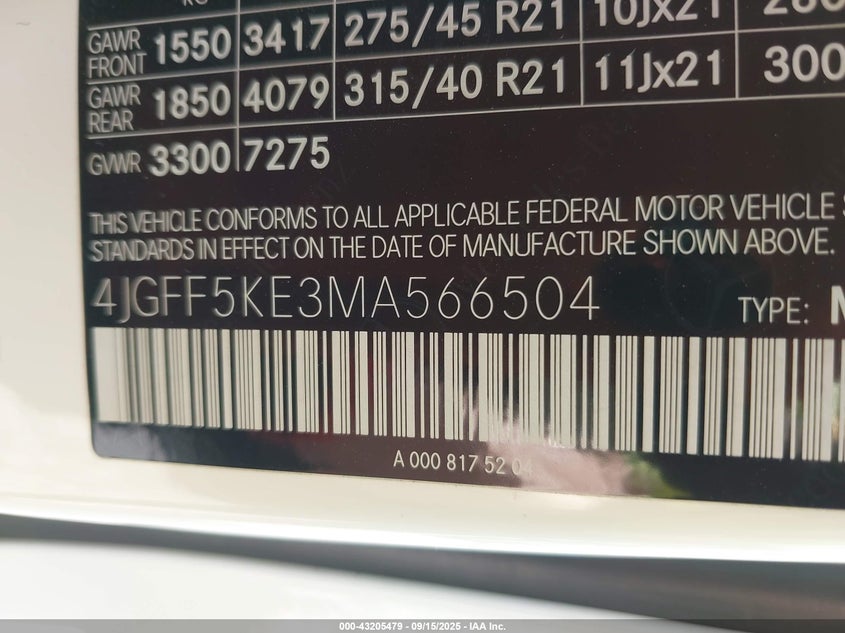 GAWR FRONT 1550 3417 275/45 R21 10Jx21
GAWR REAR 1850 4079 315/40 R21 11Jx21 300
GVWR 3300 7275
THIS VEHICLE CONFORMS TO ALL APPLICABLE FEDERAL MOTOR VEHICLE
STANDARDS IN EFFECT ON THE DATE OF MANUFACTURE SHOWN ABOVE.
4JGFF5KE3MA566504 TYPE:
A 000 817 52 04
000-43205479 - 09/15/2025 - IAA Inc.